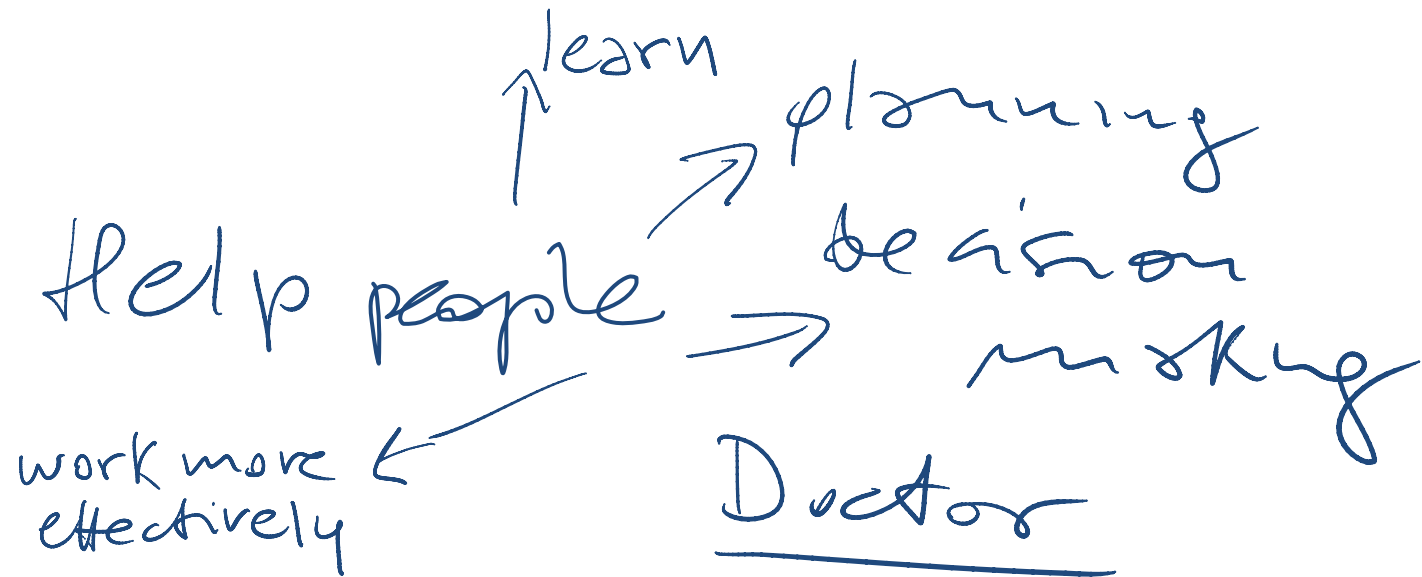 learn
planning
Help people
decision
making
work more
effectively
Doctor